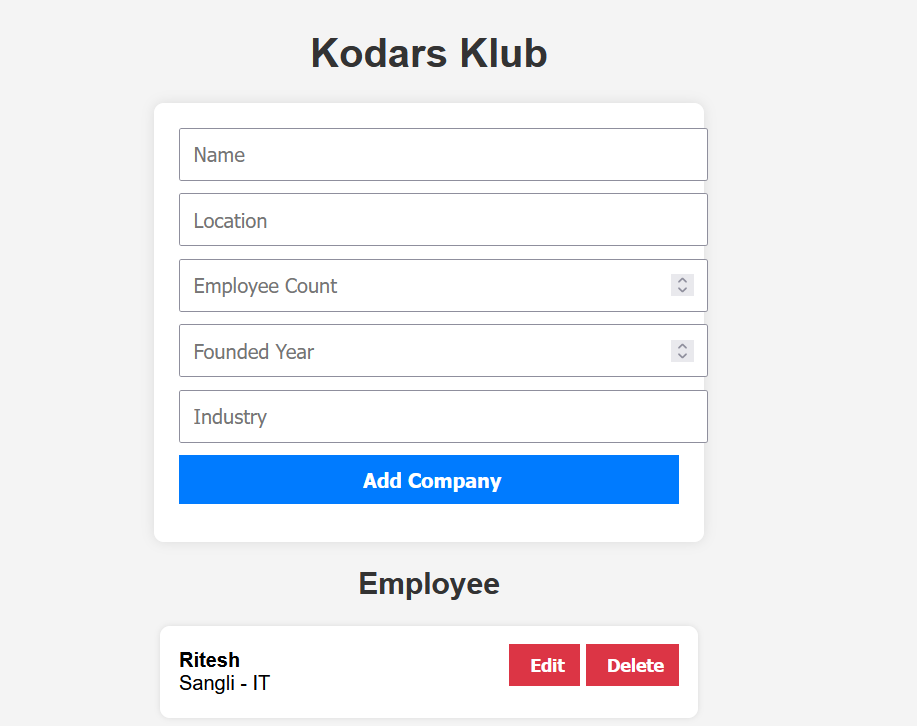 Kodars Klub
Name
Location
Employee Count
Founded Year
Industry
Add Company
Employee
Ritesh
Edit Delete
Sangli - IT